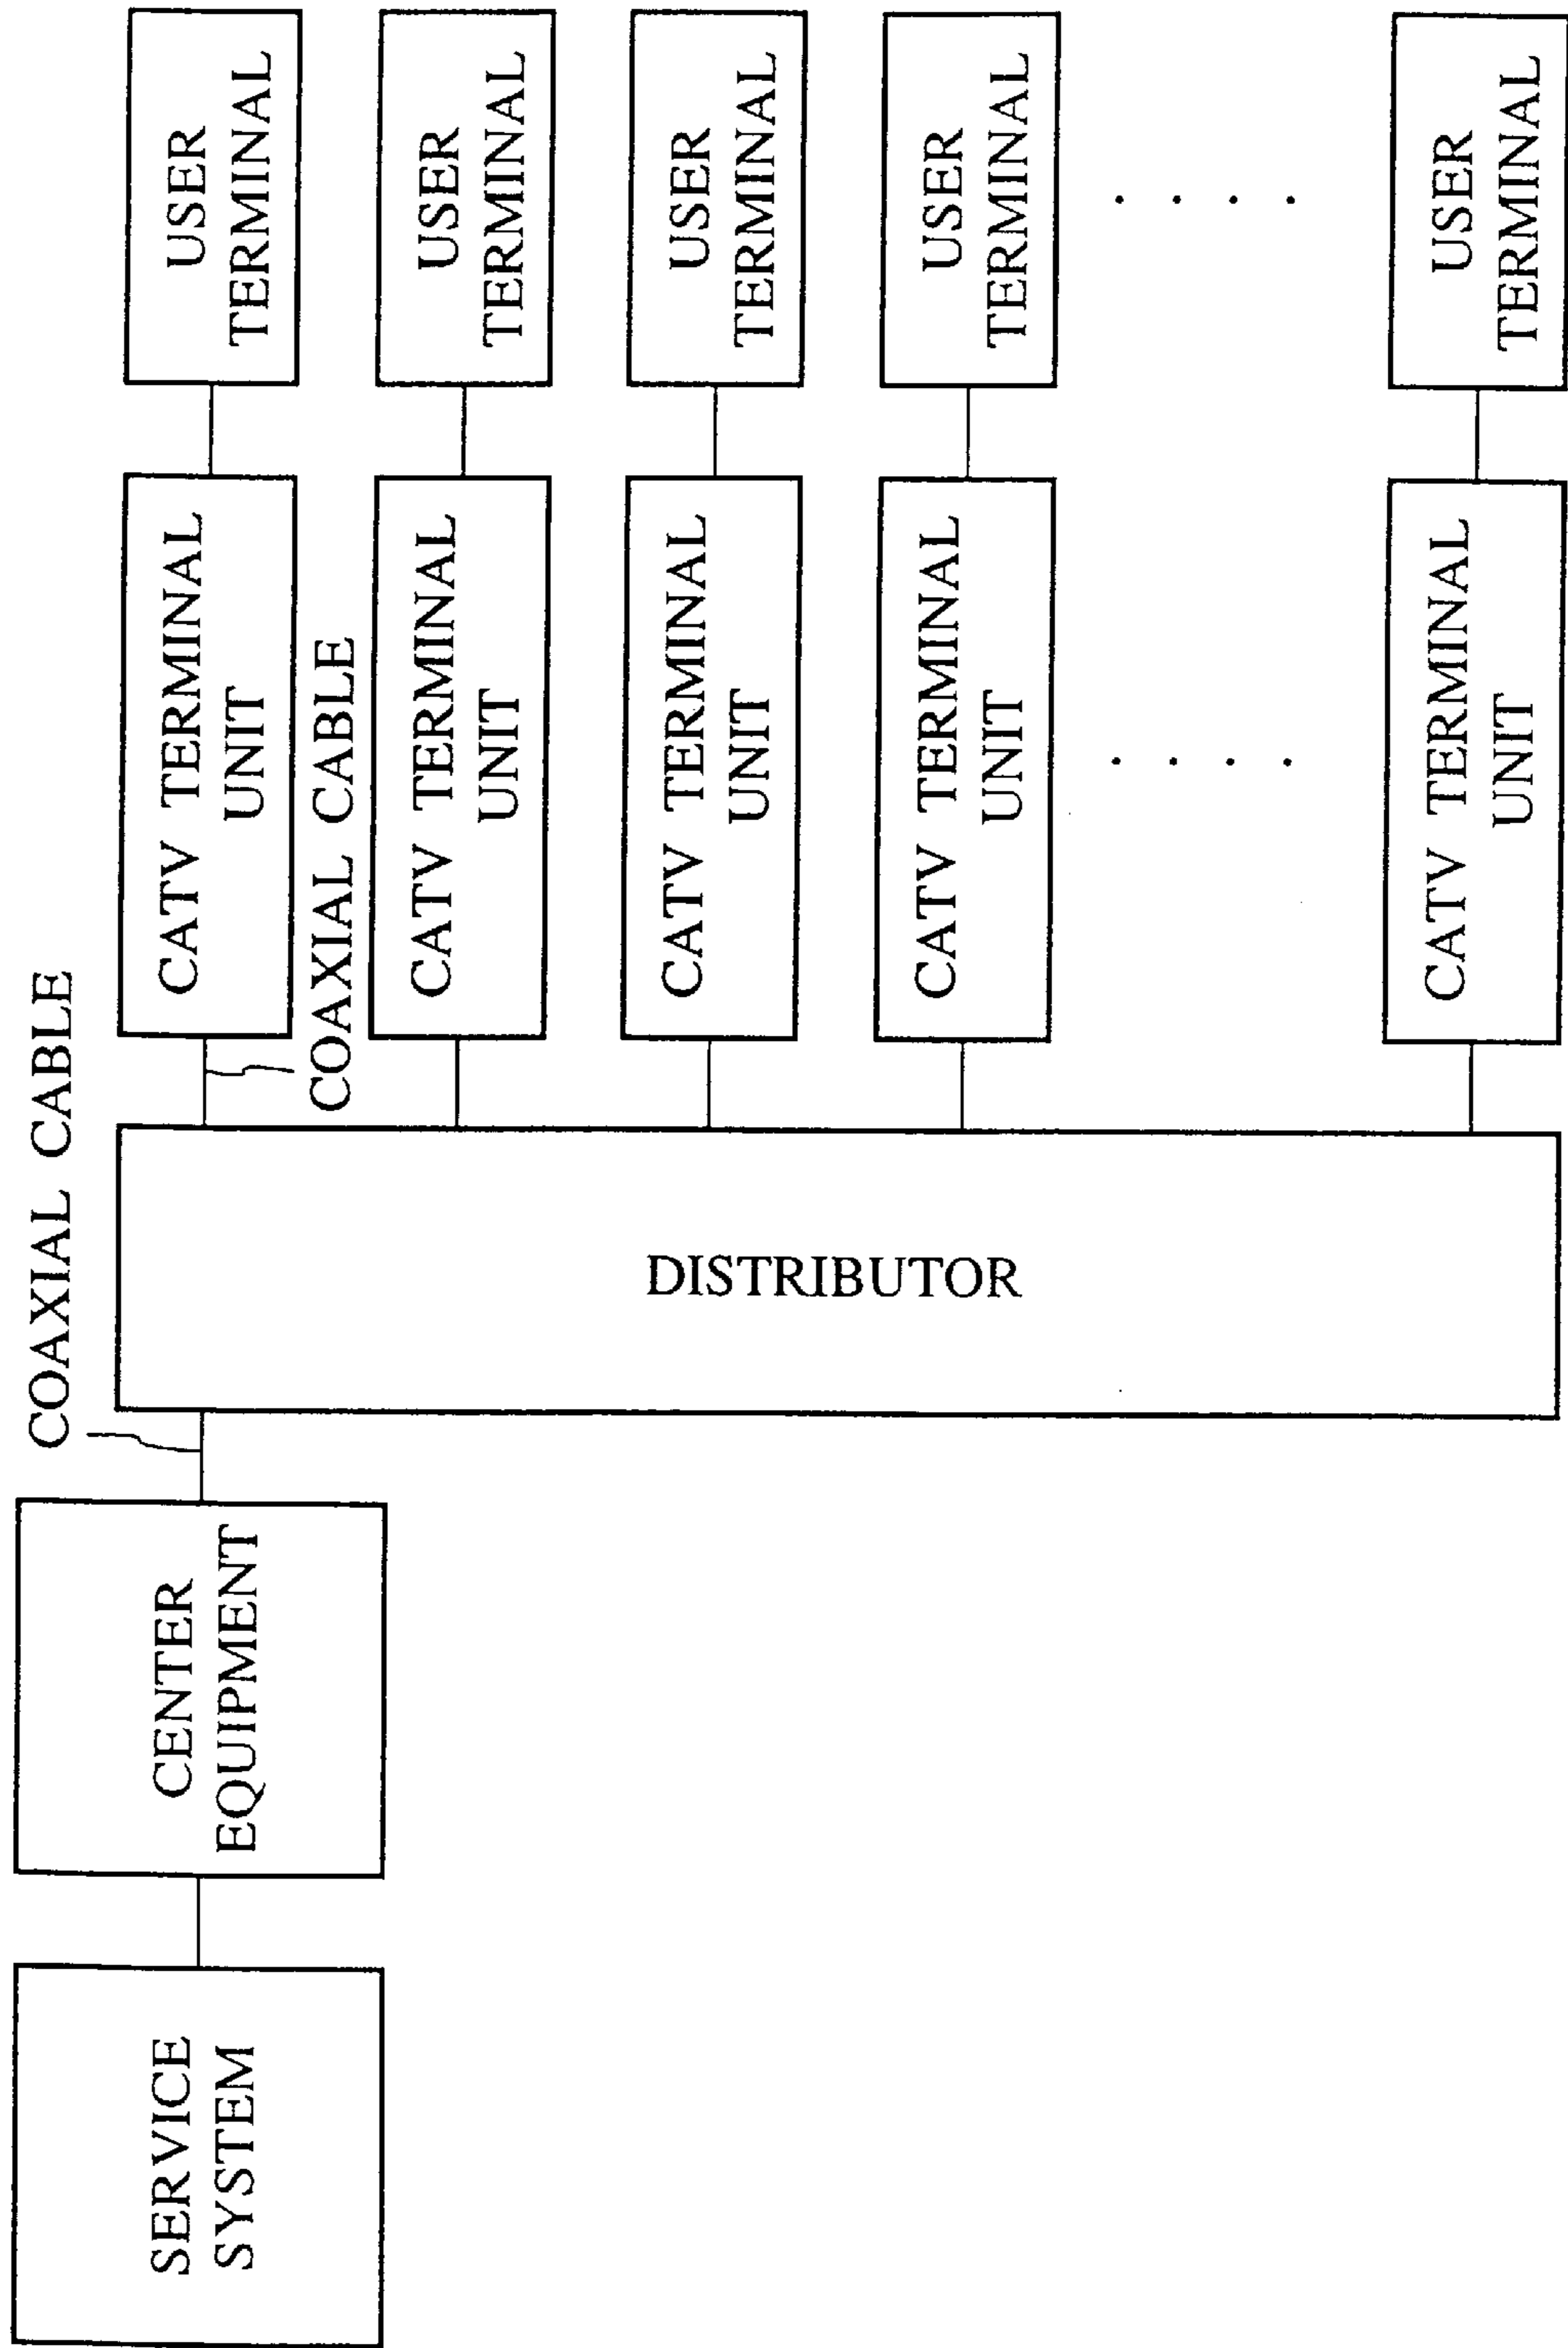 SERVICE
SYSTEM
CENTER
EQUIPMENT
COAXIAL CABLE
DISTRIBUTOR
COAXIAL CABLE
CATV TERMINAL
UNIT
USER
TERMINAL
CATV TERMINAL
UNIT
USER
TERMINAL
CATV TERMINAL
UNIT
USER
TERMINAL
CATV TERMINAL
UNIT
USER
TERMINAL
. . . .
. . . .
CATV TERMINAL
UNIT
USER
TERMINAL